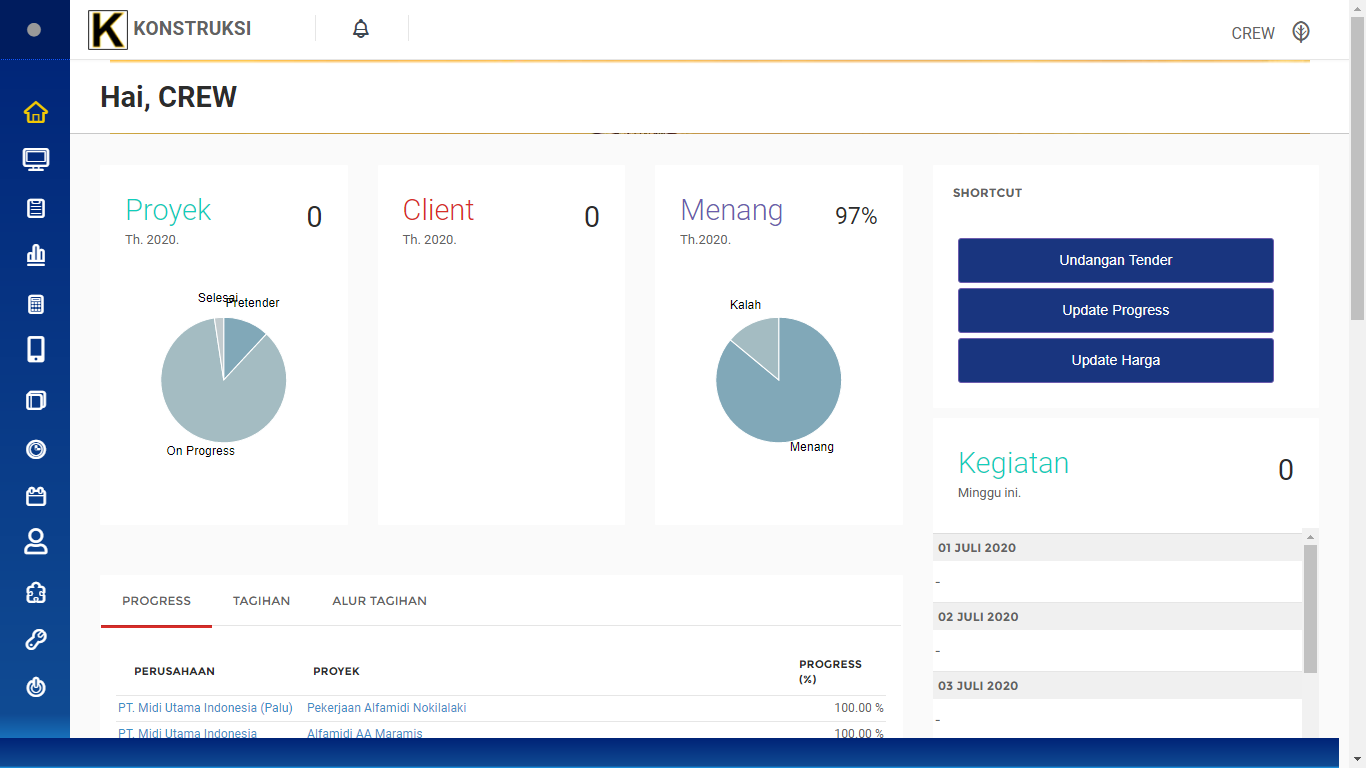 K KONSTRUKSI
CREW
Hai, CREW
Proyek
0
Th. 2020.
Selesai
Pretender
On Progress
Client
0
Th. 2020.
Menang
97%
Th.2020.
Kalah
Menang
SHORTCUT
Undangan Tender
Update Progress
Update Harga
Kegiatan
0
Minggu ini.
01 JULI 2020
-
02 JULI 2020
-
03 JULI 2020
-
PROGRESS TAGIHAN ALUR TAGIHAN
PERUSAHAAN PROYEK PROGRESS
(%)
PT. Midi Utama Indonesia (Palu) Pekerjaan Alfamidi Nokilalaki 100.00 %
PT. Midi Utama Indonesia Alfamidi AA Maramis 100.00 %